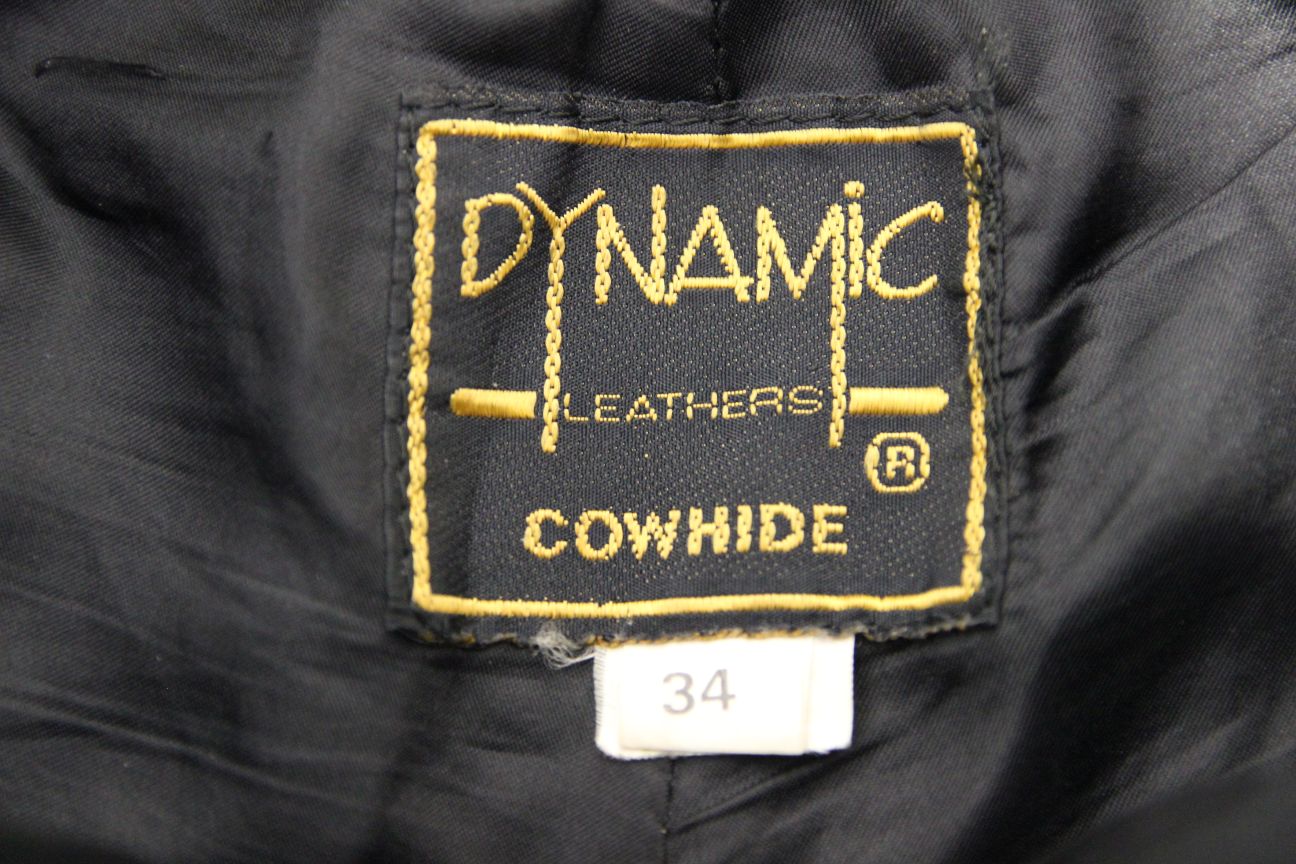 DYNAMiC
LEATHERS
®
COWHIDE
34